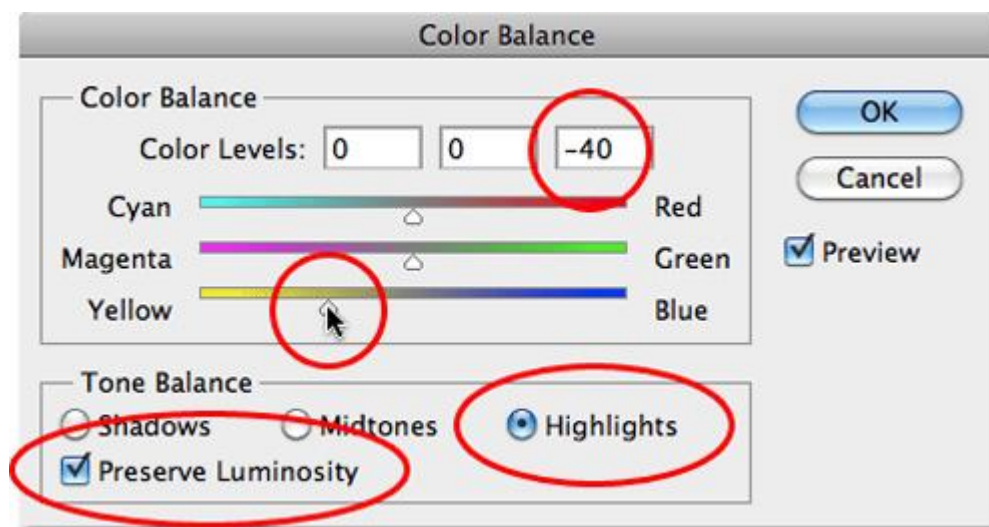 Color Balance
Color Balance
Color Levels: 0 0 -40
Cyan Red
Magenta Green
Yellow Blue
Tone Balance
Shadows Midtones Highlights
Preserve Luminosity
OK
Cancel
Preview